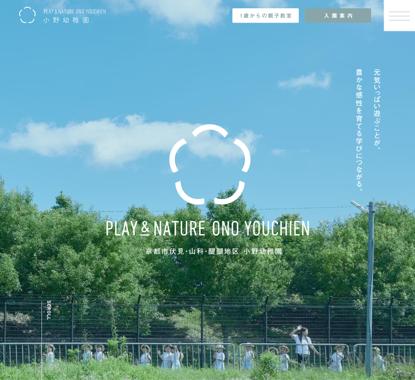 PLAY & NATURE ONO YOUCHIEN
小野幼稚園
1歳からの親子教室
入園案内
元気いっぱい遊ぶことが、
豊かな感性を育てる学びにつながる。
PLAY & NATURE ONO YOUCHIEN
京都市伏見・山科・醍醐地区 小野幼稚園
SCROLL